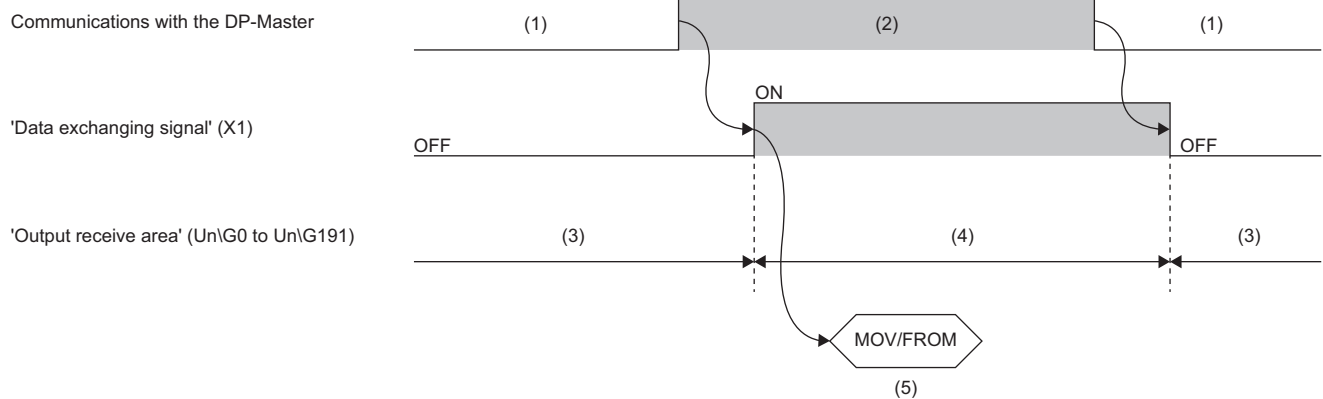 Communications with the DP-Master (1) (2) (1)
ON
'Data exchanging signal' (X1)
OFF OFF
'Output receive area' (Un\G0 to Un\G191) (3) (4) (3)
MOV/FROM
(5)